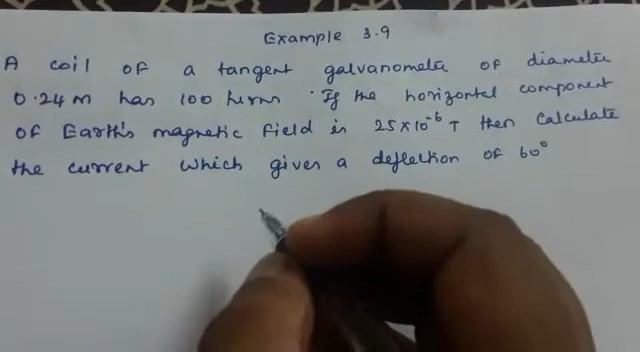 Example 3.9
A coil of a tangent galvanometer of diameter
0.24 m has 100 turns. If the horizontal component
of Earth's magnetic field is 25×10⁻⁶ T then Calculate
the current which gives a deflection of 60°